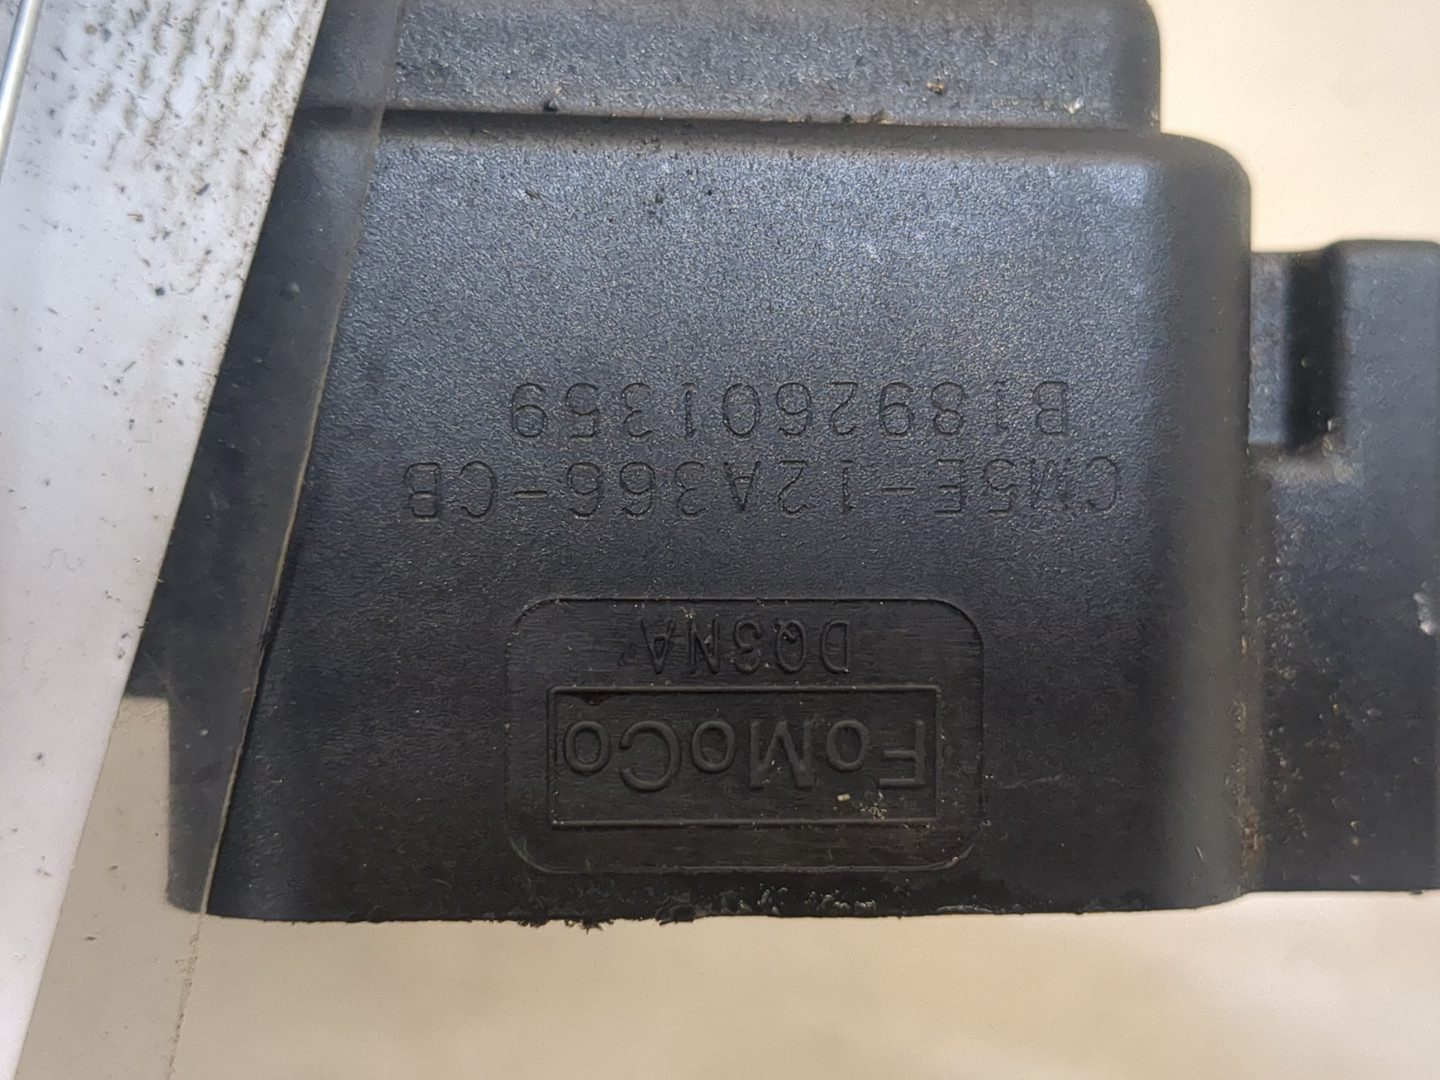 FoMoCo
DQ3NA
CM5E-12A366-CB
B1892601359